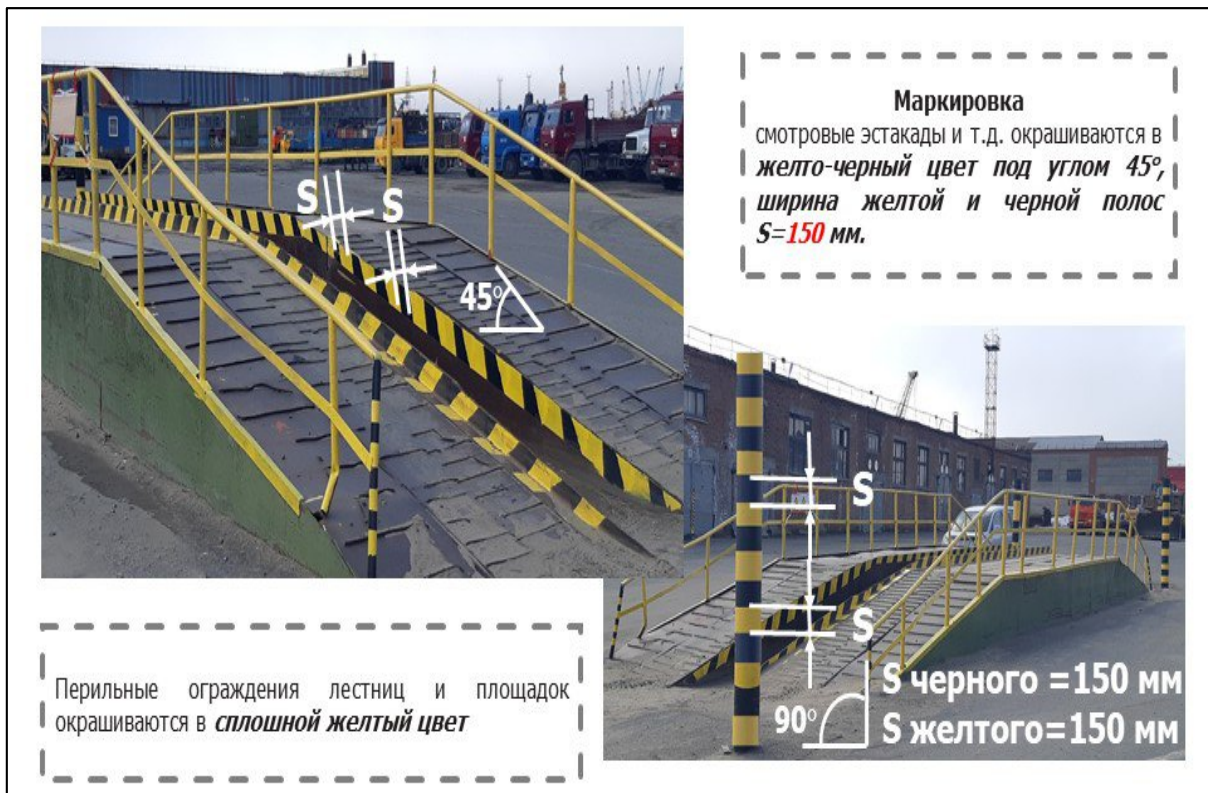 Маркировка
смотровые эстакады и т.д. окрашиваются в
желто-черный цвет под углом 45°,
ширина желтой и черной полос
S=150 мм.
S
S
45°
S
S
S черного =150 мм
90°
S желтого=150 мм
Перильные ограждения лестниц и площадок
окрашиваются в сплошной желтый цвет